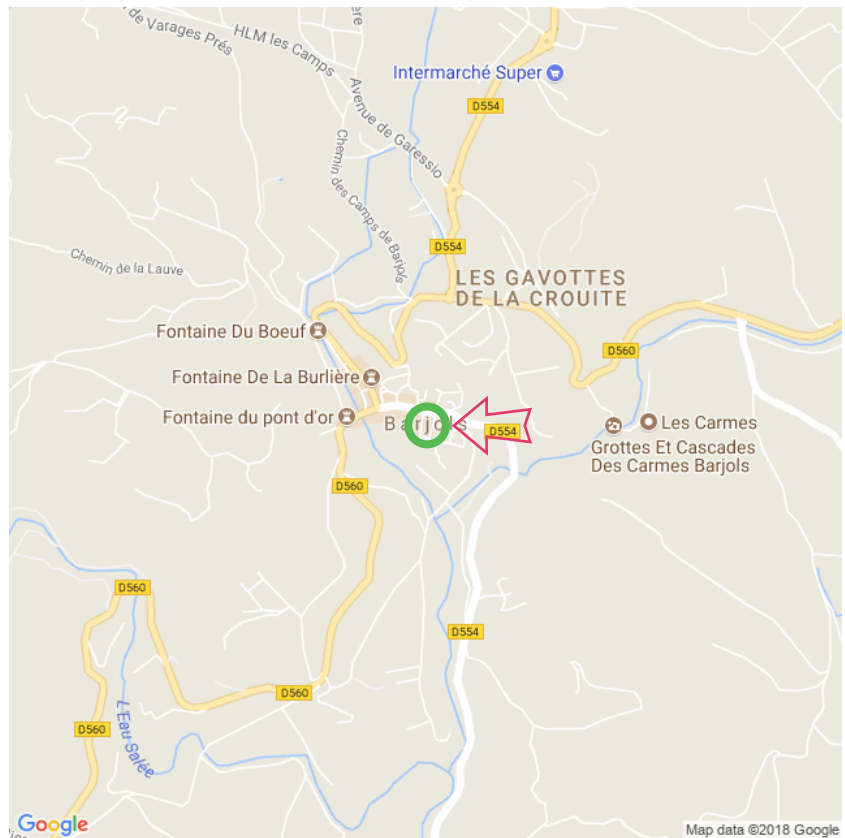 de Varages Prés
HLM les Camps
Intermarché Super
D554
Avenue de Garessio
Chemin des Camps de Barjols
D554
Chemin de la Lauve
LES GAVOTTES
DE LA CROUITE
Fontaine Du Boeuf
D560
Fontaine De La Burlière
Fontaine du pont d'or
Barjols
D554
Les Carmes
Grottes Et Cascades
Des Carmes Barjols
D560
D560
D554
D560
L'Eau Salée
D560
Google
Map data ©2018 Google